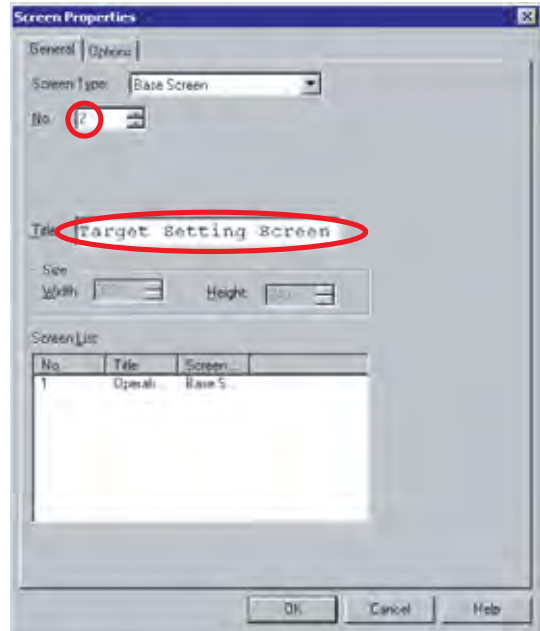 Screen Properties
General Options
Screen Type: Base Screen
No. 2
Title: Target Setting Screen
Size
Width Height
Screen List
No. Title Screen...
1 Operati... Base S...
OK Cancel Help